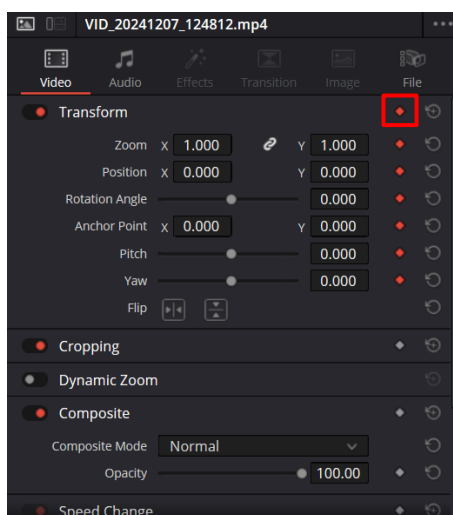 VID_20241207_124812.mp4
Video Audio Effects Transition Image File
Transform
Zoom X 1.000 Y 1.000
Position X 0.000 Y 0.000
Rotation Angle 0.000
Anchor Point X 0.000 Y 0.000
Pitch 0.000
Yaw 0.000
Flip
Cropping
Dynamic Zoom
Composite
Composite Mode Normal
Opacity 100.00
Speed Change